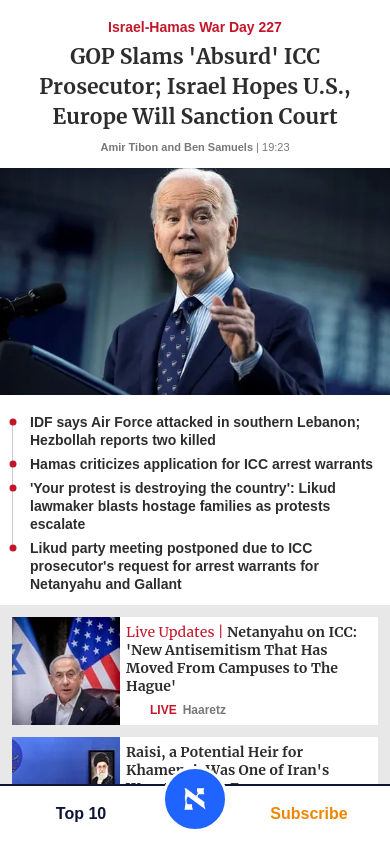 Israel-Hamas War Day 227
GOP Slams 'Absurd' ICC
Prosecutor; Israel Hopes U.S.,
Europe Will Sanction Court
Amir Tibon and Ben Samuels | 19:23
IDF says Air Force attacked in southern Lebanon;
Hezbollah reports two killed
Hamas criticizes application for ICC arrest warrants
'Your protest is destroying the country': Likud
lawmaker blasts hostage families as protests
escalate
Likud party meeting postponed due to ICC
prosecutor's request for arrest warrants for
Netanyahu and Gallant
Live Updates | Netanyahu on ICC:
'New Antisemitism That Has
Moved From Campuses to The
Hague'
LIVE Haaretz
Raisi, a Potential Heir for
Was One of Iran's
Top 10
Subscribe